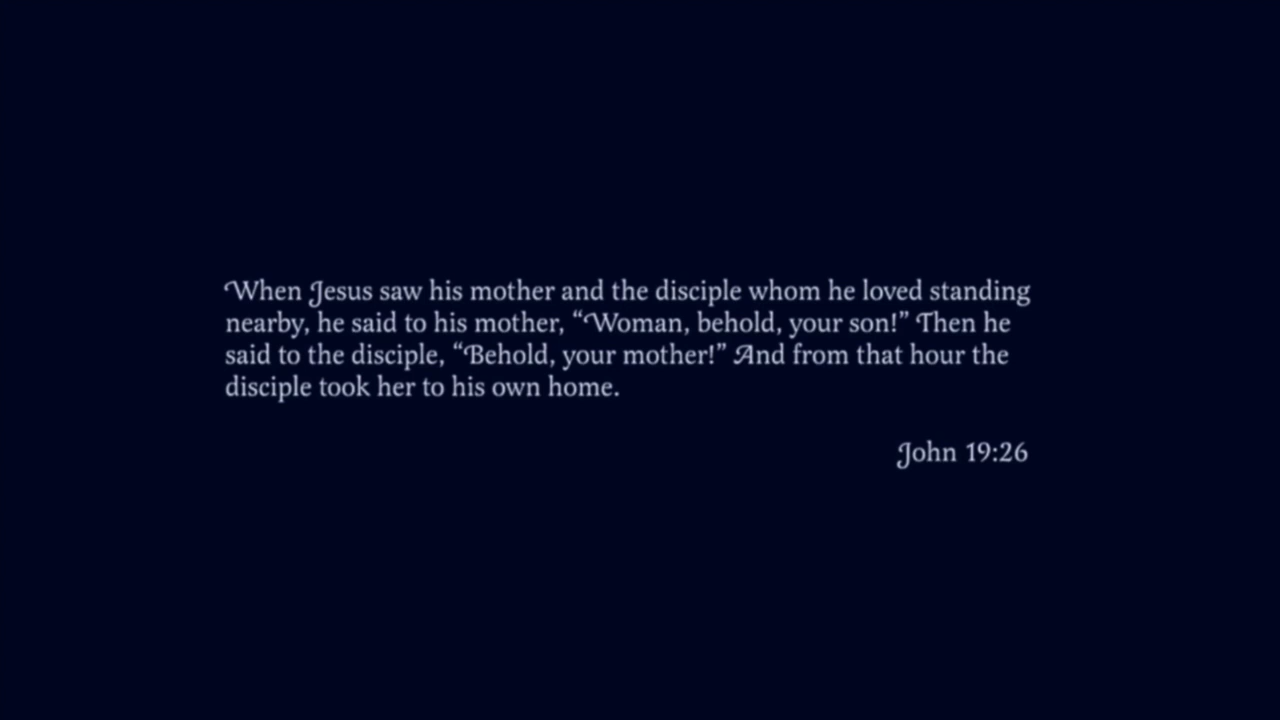 When Jesus saw his mother and the disciple whom he loved standing
nearby, he said to his mother, “Woman, behold, your son!” Then he
said to the disciple, “Behold, your mother!” And from that hour the
disciple took her to his own home.
John 19:26